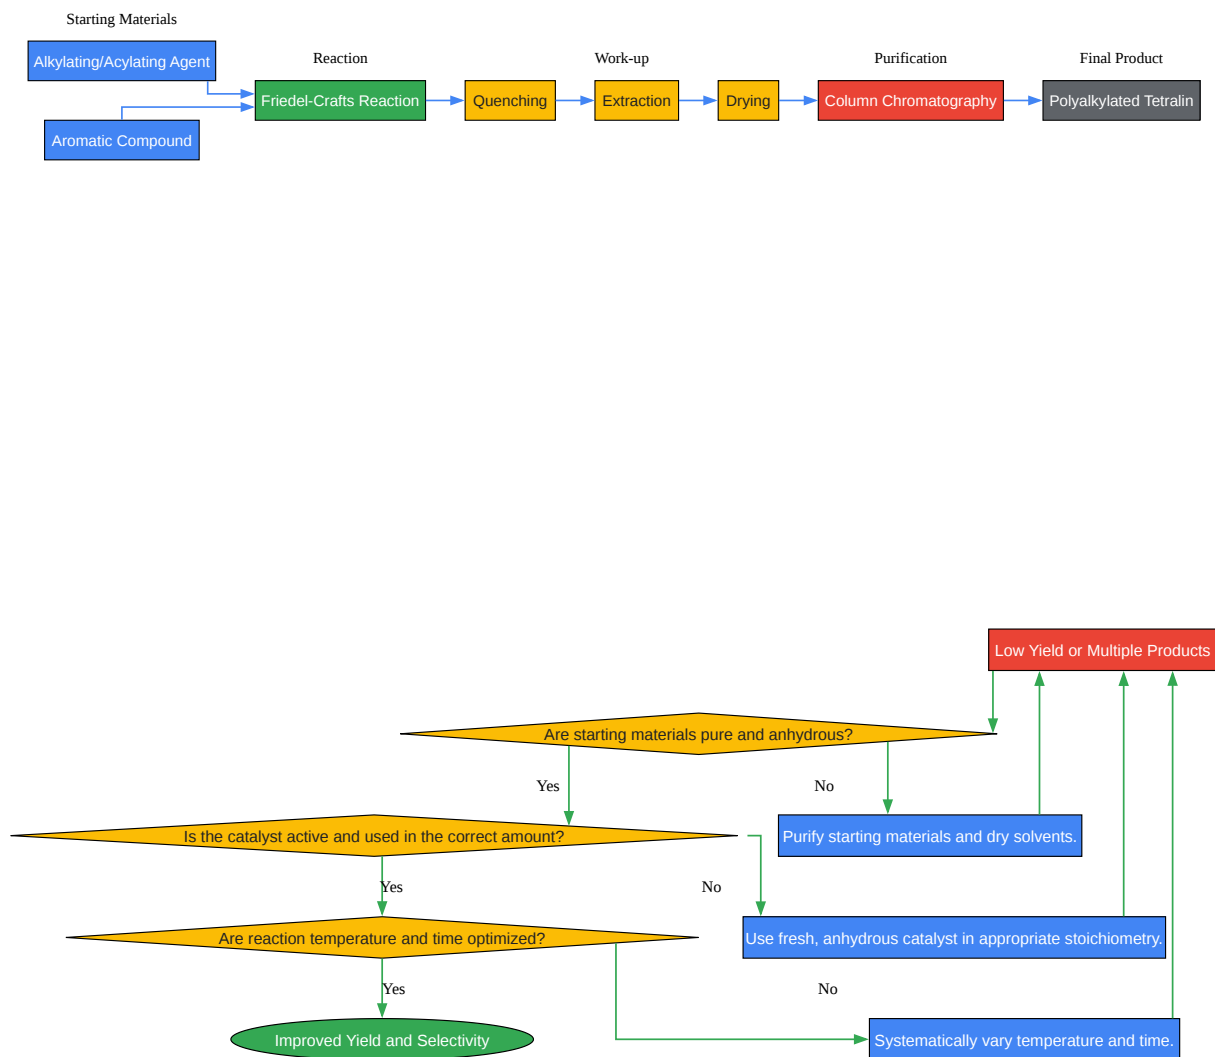 Starting Materials
Alkylating/Acylating Agent
Aromatic Compound
Reaction
Friedel-Crafts Reaction
Work-up
Quenching
Extraction
Drying
Purification
Column Chromatography
Final Product
Polyalkylated Tetralin
Low Yield or Multiple Products
Are starting materials pure and anhydrous?
Yes
No
Is the catalyst active and used in the correct amount?
Purify starting materials and dry solvents.
Yes
No
Are reaction temperature and time optimized?
Use fresh, anhydrous catalyst in appropriate stoichiometry.
Yes
No
Improved Yield and Selectivity
Systematically vary temperature and time.